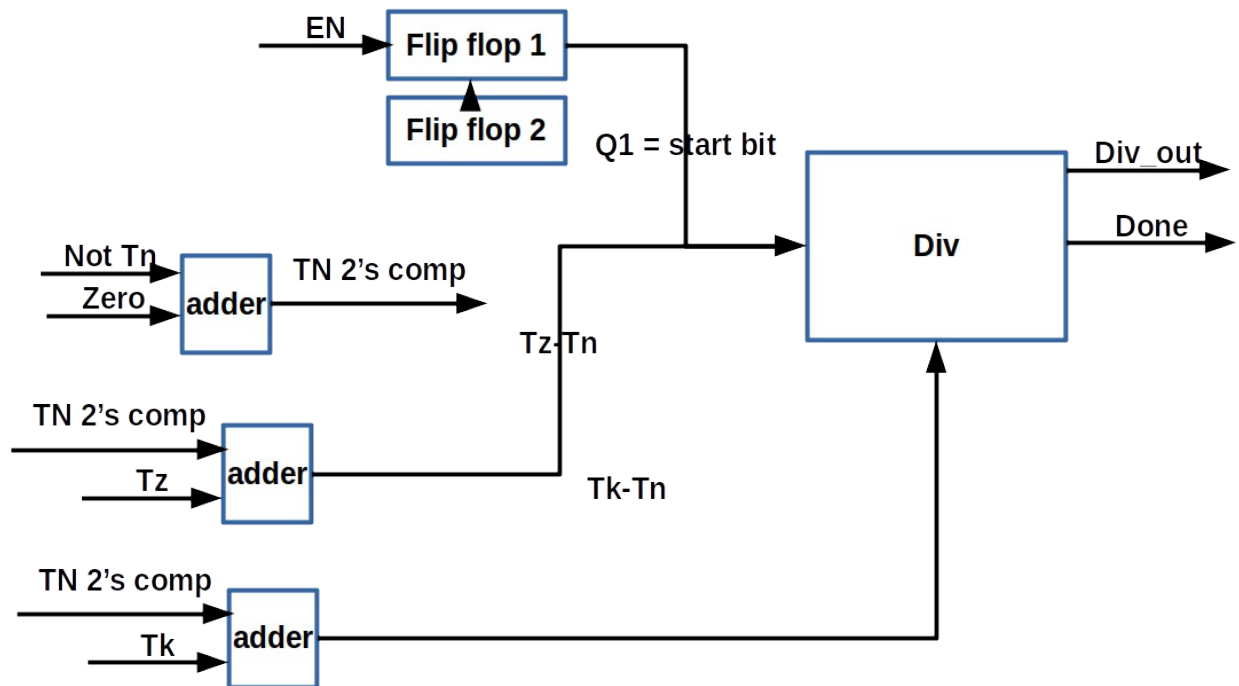 EN
Flip flop 1
Flip flop 2
Q1 = start bit
Div_out
Done
Div
Not Tn
Zero
adder
TN 2’s comp
Tz-Tn
TN 2’s comp
Tz
adder
Tk-Tn
TN 2’s comp
Tk
adder